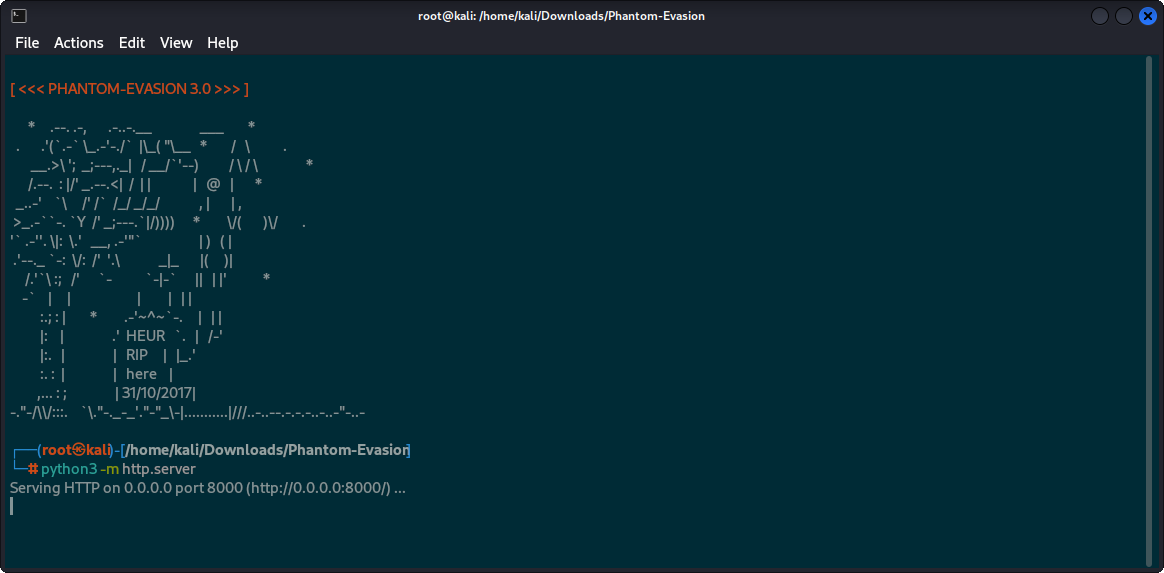 root@kali: /home/kali/Downloads/Phantom-Evasion
File Actions Edit View Help
[ <<< PHANTOM-EVASION 3.0 >>> ]
HEUR
RIP
here
31/10/2017
┌──(root㉿kali)-[/home/kali/Downloads/Phantom-Evasion]
└─# python3 -m http.server
Serving HTTP on 0.0.0.0 port 8000 (http://0.0.0.0:8000/) ...